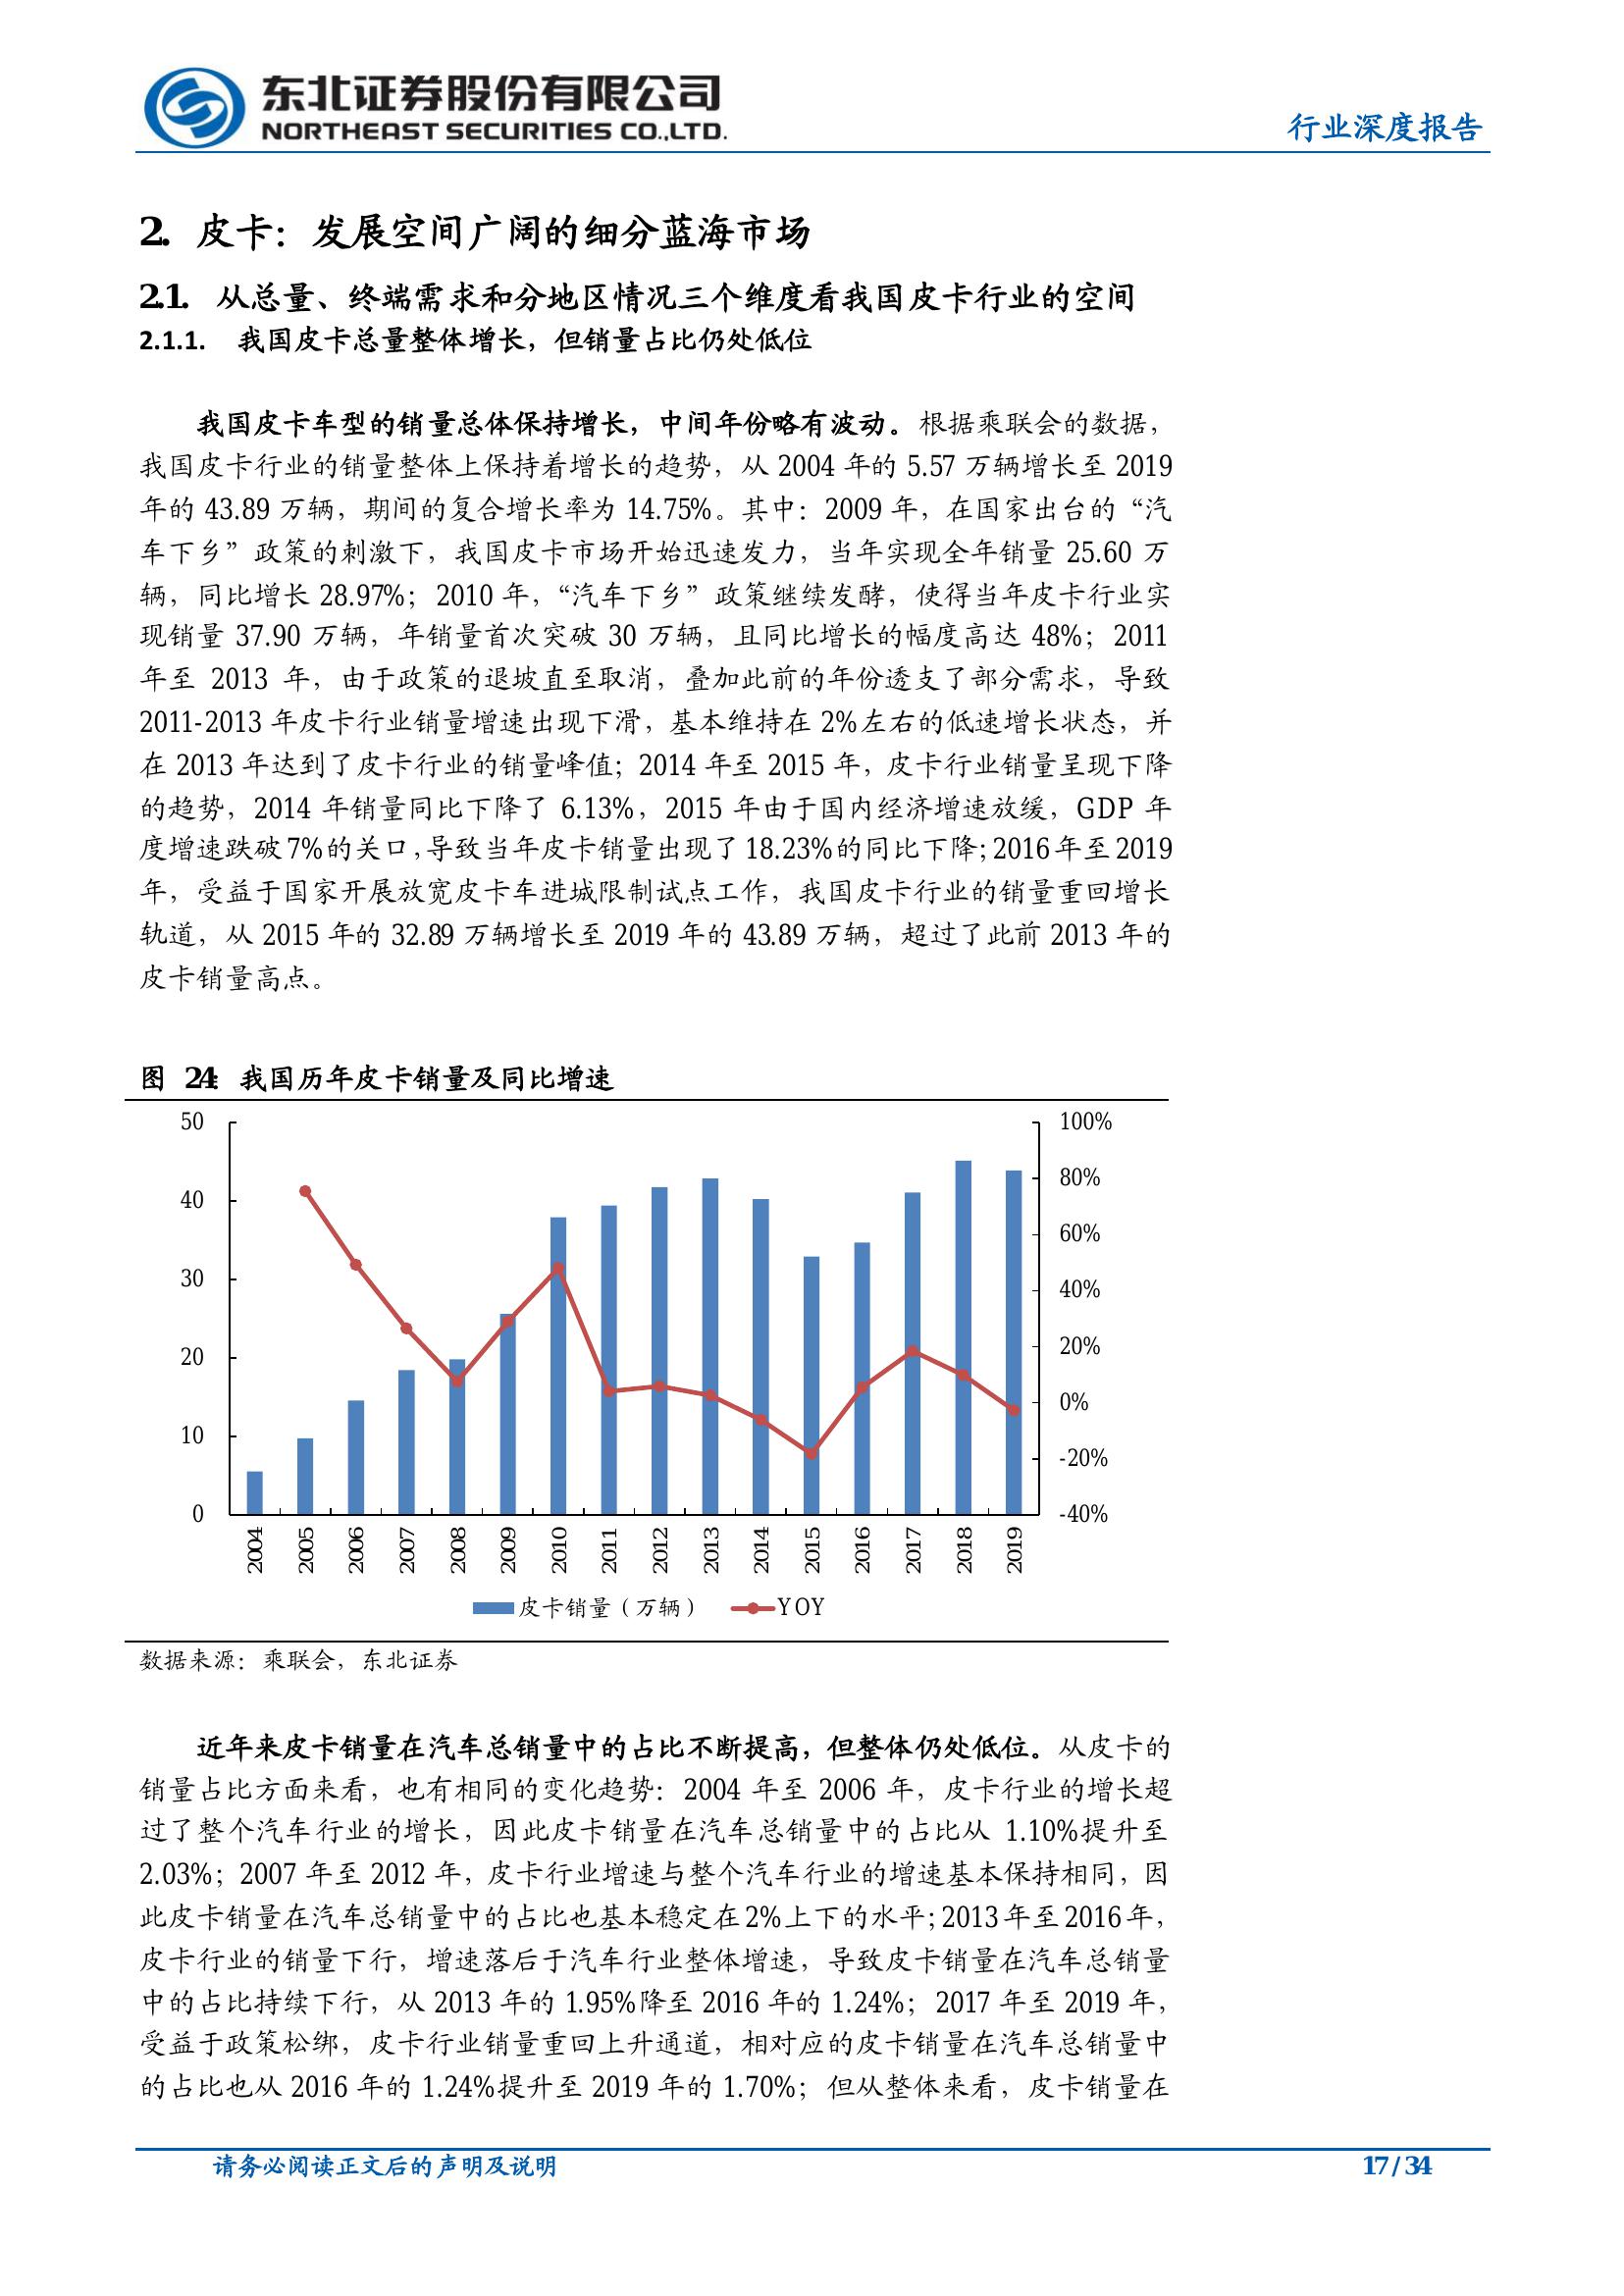 东北证券股份有限公司
NORTHEAST SECURITIES CO.,LTD.
行业深度报告
2. 皮卡：发展空间广阔的细分蓝海市场
2.1. 从总量、终端需求和分地区情况三个维度看我国皮卡行业的空间
2.1.1. 我国皮卡总量整体增长，但销量占比仍处低位
我国皮卡车型的销量总体保持增长，中间年份略有波动。根据乘联会的数据，
我国皮卡行业的销量整体上保持着增长的趋势，从 2004 年的 5.57 万辆增长至 2019
年的 43.89 万辆，期间的复合增长率为 14.75%。其中：2009 年，在国家出台的“汽
车下乡”政策的刺激下，我国皮卡市场开始迅速发力，当年实现全年销量 25.60 万
辆，同比增长 28.97%；2010 年，“汽车下乡”政策继续发酵，使得当年皮卡行业实
现销量 37.90 万辆，年销量首次突破 30 万辆，且同比增长的幅度高达 48%；2011
年至 2013 年，由于政策的退坡直至取消，叠加此前的年份透支了部分需求，导致
2011-2013 年皮卡行业销量增速出现下滑，基本维持在 2%左右的低速增长状态，并
在 2013 年达到了皮卡行业的销量峰值；2014 年至 2015 年，皮卡行业销量呈现下降
的趋势，2014 年销量同比下降了 6.13%，2015 年由于国内经济增速放缓，GDP 年
度增速跌破 7%的关口，导致当年皮卡销量出现了 18.23%的同比下降；2016 年至 2019
年，受益于国家开展放宽皮卡车进城限制试点工作，我国皮卡行业的销量重回增长
轨道，从 2015 年的 32.89 万辆增长至 2019 年的 43.89 万辆，超过了此前 2013 年的
皮卡销量高点。
图 24：我国历年皮卡销量及同比增速
50
40
30
20
10
0
100%
80%
60%
40%
20%
0%
-20%
-40%
2004
2005
2006
2007
2008
2009
2010
2011
2012
2013
2014
2015
2016
2017
2018
2019
皮卡销量（万辆） YOY
数据来源：乘联会，东北证券
近年来皮卡销量在汽车总销量中的占比不断提高，但整体仍处低位。从皮卡的
销量占比方面来看，也有相同的变化趋势：2004 年至 2006 年，皮卡行业的增长超
过了整个汽车行业的增长，因此皮卡销量在汽车总销量中的占比从 1.10%提升至
2.03%；2007 年至 2012 年，皮卡行业增速与整个汽车行业的增速基本保持相同，因
此皮卡销量在汽车总销量中的占比也基本稳定在 2%上下的水平；2013 年至 2016 年，
皮卡行业的销量下行，增速落后于汽车行业整体增速，导致皮卡销量在汽车总销量
中的占比持续下行，从 2013 年的 1.95%降至 2016 年的 1.24%；2017 年至 2019 年，
受益于政策松绑，皮卡行业销量重回上升通道，相对应的皮卡销量在汽车总销量中
的占比也从 2016 年的 1.24%提升至 2019 年的 1.70%；但从整体来看，皮卡销量在
请务必阅读正文后的声明及说明
17 / 34